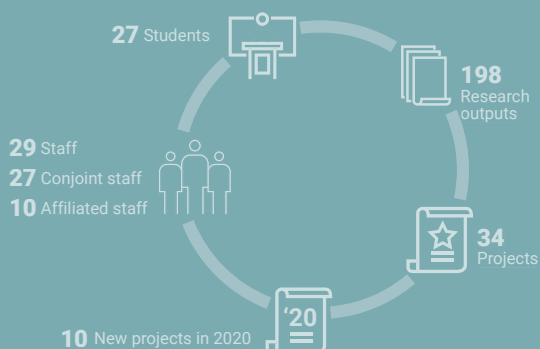 27 Students
198
Research
outputs
29 Staff
27 Conjoint staff
10 Affiliated staff
34
Projects
'20
10 New projects in 2020